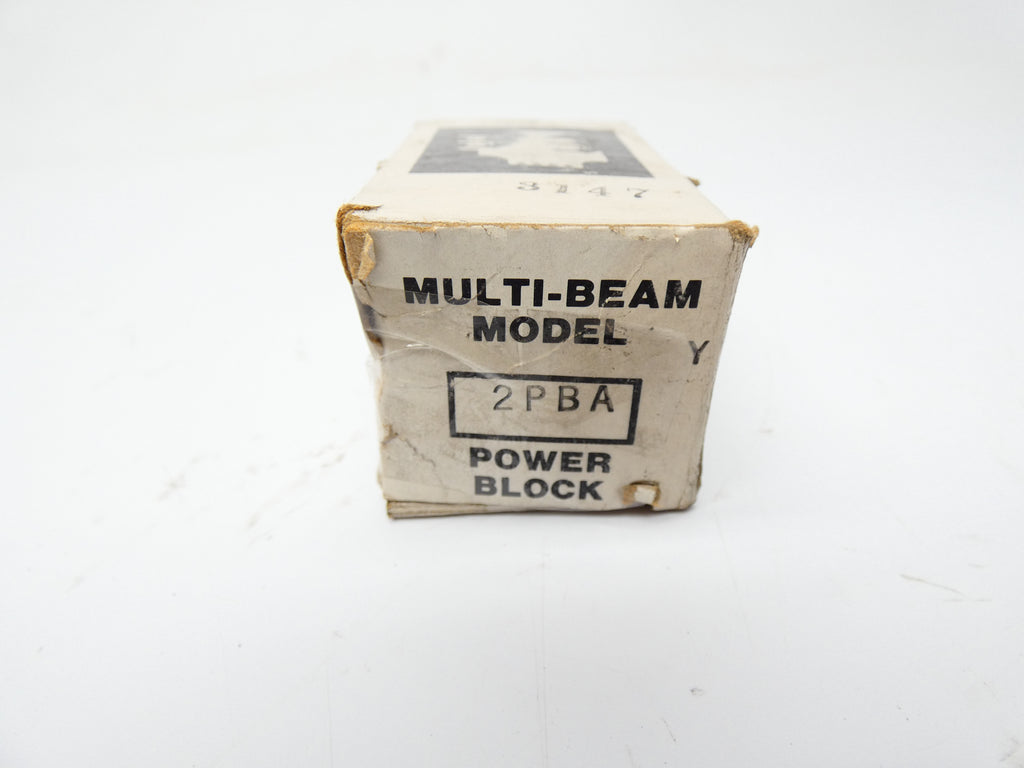 3147
MULTI-BEAM
MODEL
Y
2PBA
POWER
BLOCK